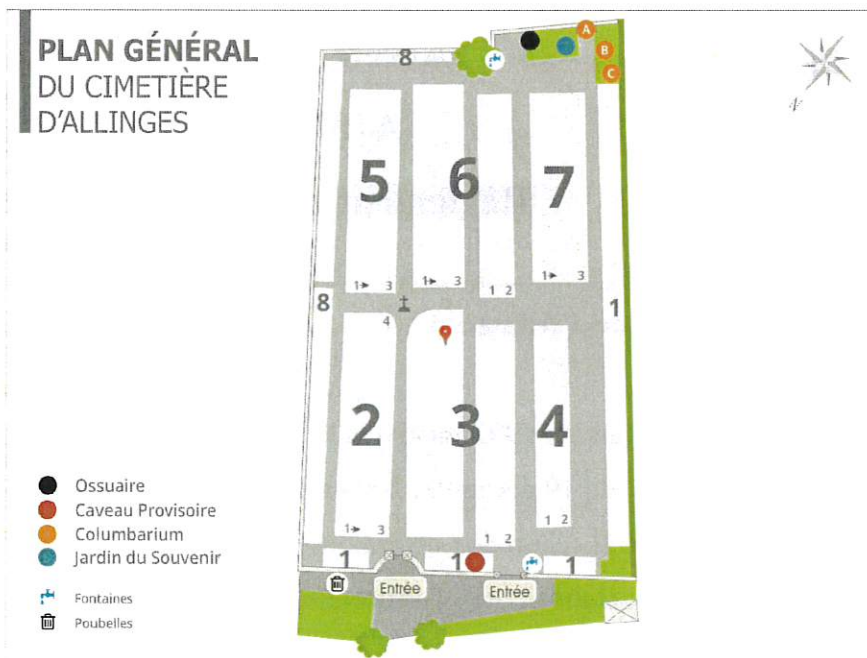 PLAN GÉNÉRAL
DU CIMETIÈRE
D'ALLINGES
A
B
C
N
8
5
6
7
1 3
1 3
1 2
1 3
8
1
4
2
3
4
1 3
1 2
1 2
1
1
1
Entrée
Entrée
Ossuaire
Caveau Provisoire
Columbarium
Jardin du Souvenir
Fontaines
Poubelles